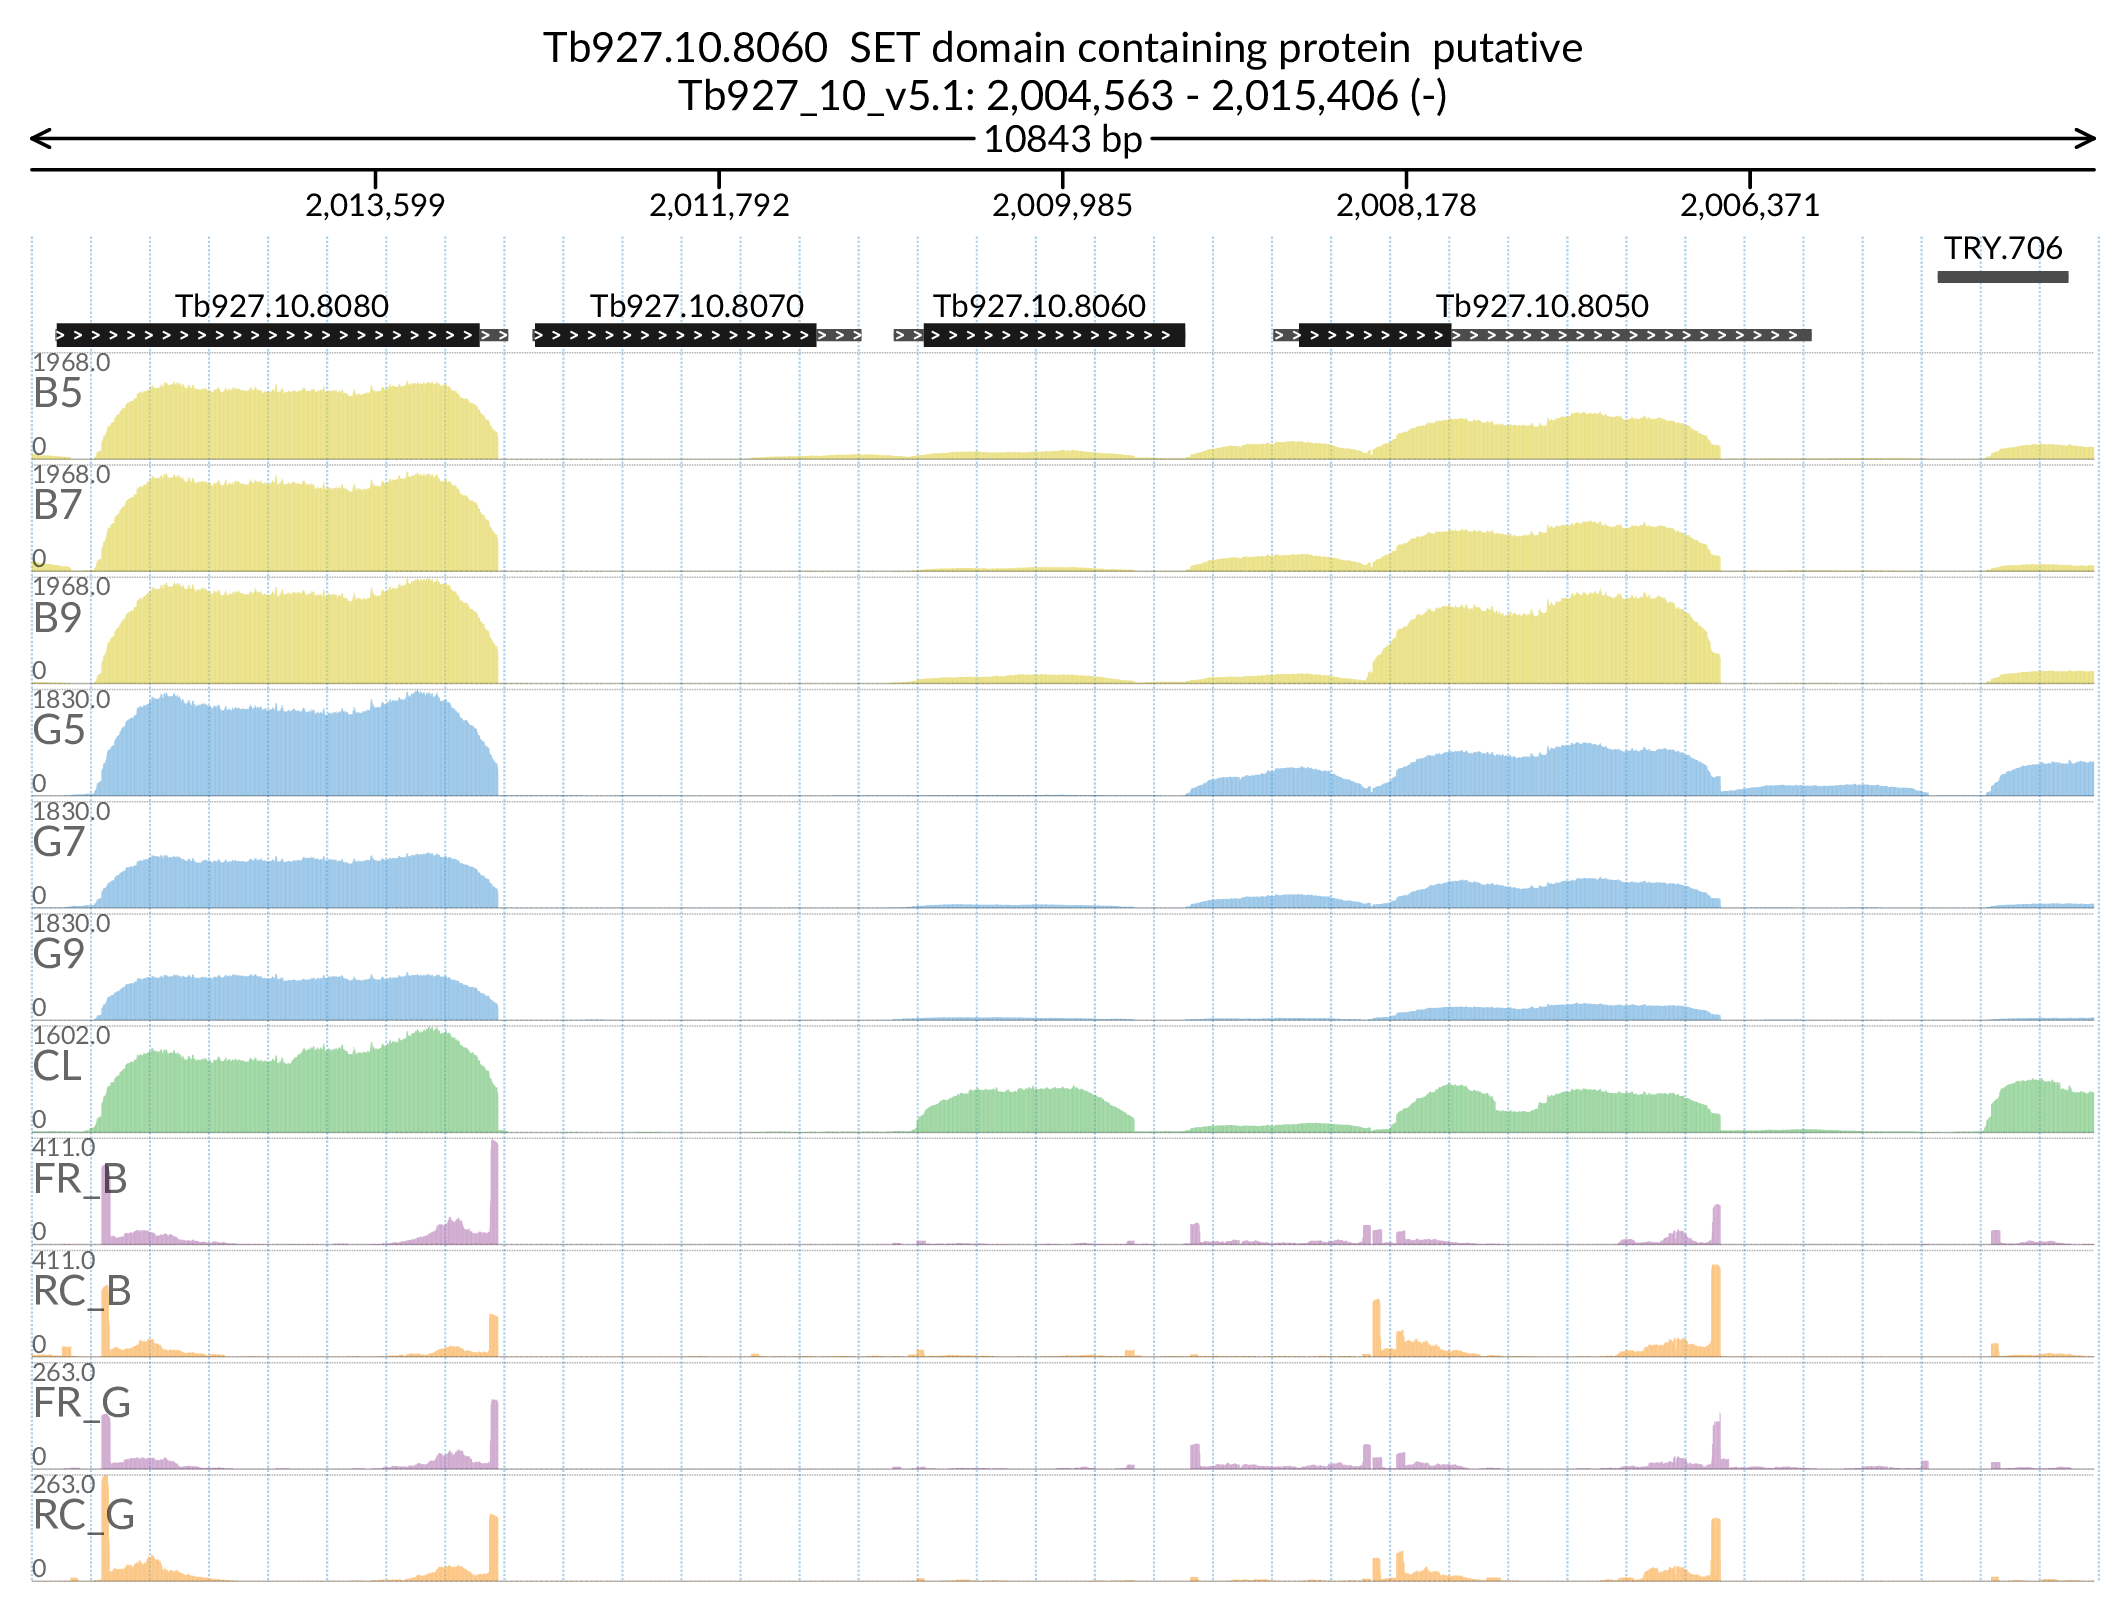 Tb927.10.8060  SET domain containing protein  putative
Tb927_10_v5.1: 2,004,563 - 2,015,406 (-)
10843 bp
2,013,599 2,011,792 2,009,985 2,008,178 2,006,371
TRY.706
Tb927.10.8080 Tb927.10.8070 Tb927.10.8060 Tb927.10.8050
1968.0
B5
0
1968.0
B7
0
1968.0
B9
0
1830.0
G5
0
1830.0
G7
0
1830.0
G9
0
1602.0
CL
0
411.0
FR_B
0
411.0
RC_B
0
263.0
FR_G
0
263.0
RC_G
0